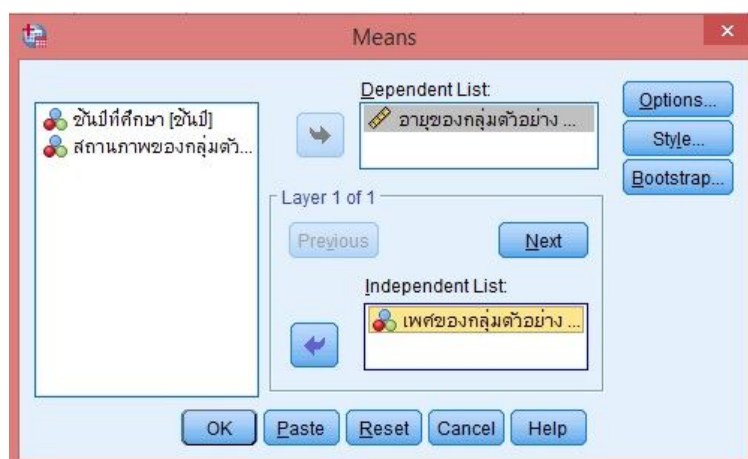 Means
ชั้นปีที่ศึกษา [ชั้นปี]
สถานภาพของกลุ่มตัว...
Dependent List:
อายุของกลุ่มตัวอย่าง ...
Layer 1 of 1
Previous
Next
Independent List:
เพศของกลุ่มตัวอย่าง ...
Options...
Style...
Bootstrap...
OK
Paste
Reset
Cancel
Help